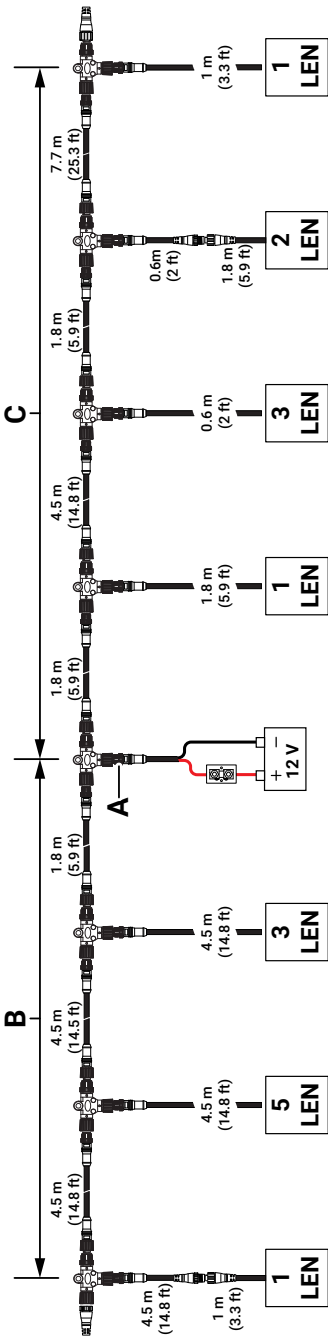 B
C
4.5 m
(14.8 ft)
4.5 m
(14.5 ft)
1.8 m
(5.9 ft)
1.8 m
(5.9 ft)
4.5 m
(14.8 ft)
1.8 m
(5.9 ft)
7.7 m
(25.3 ft)
A
4.5 m
(14.8 ft)
1 m
(3.3 ft)
4.5 m
(14.8 ft)
4.5 m
(14.8 ft)
1.8 m
(5.9 ft)
0.6 m
(2 ft)
0.6m
(2 ft)
1.8 m
(5.9 ft)
1 m
(3.3 ft)
1
LEN
5
LEN
3
LEN
+ −
12 V
1
LEN
3
LEN
2
LEN
1
LEN